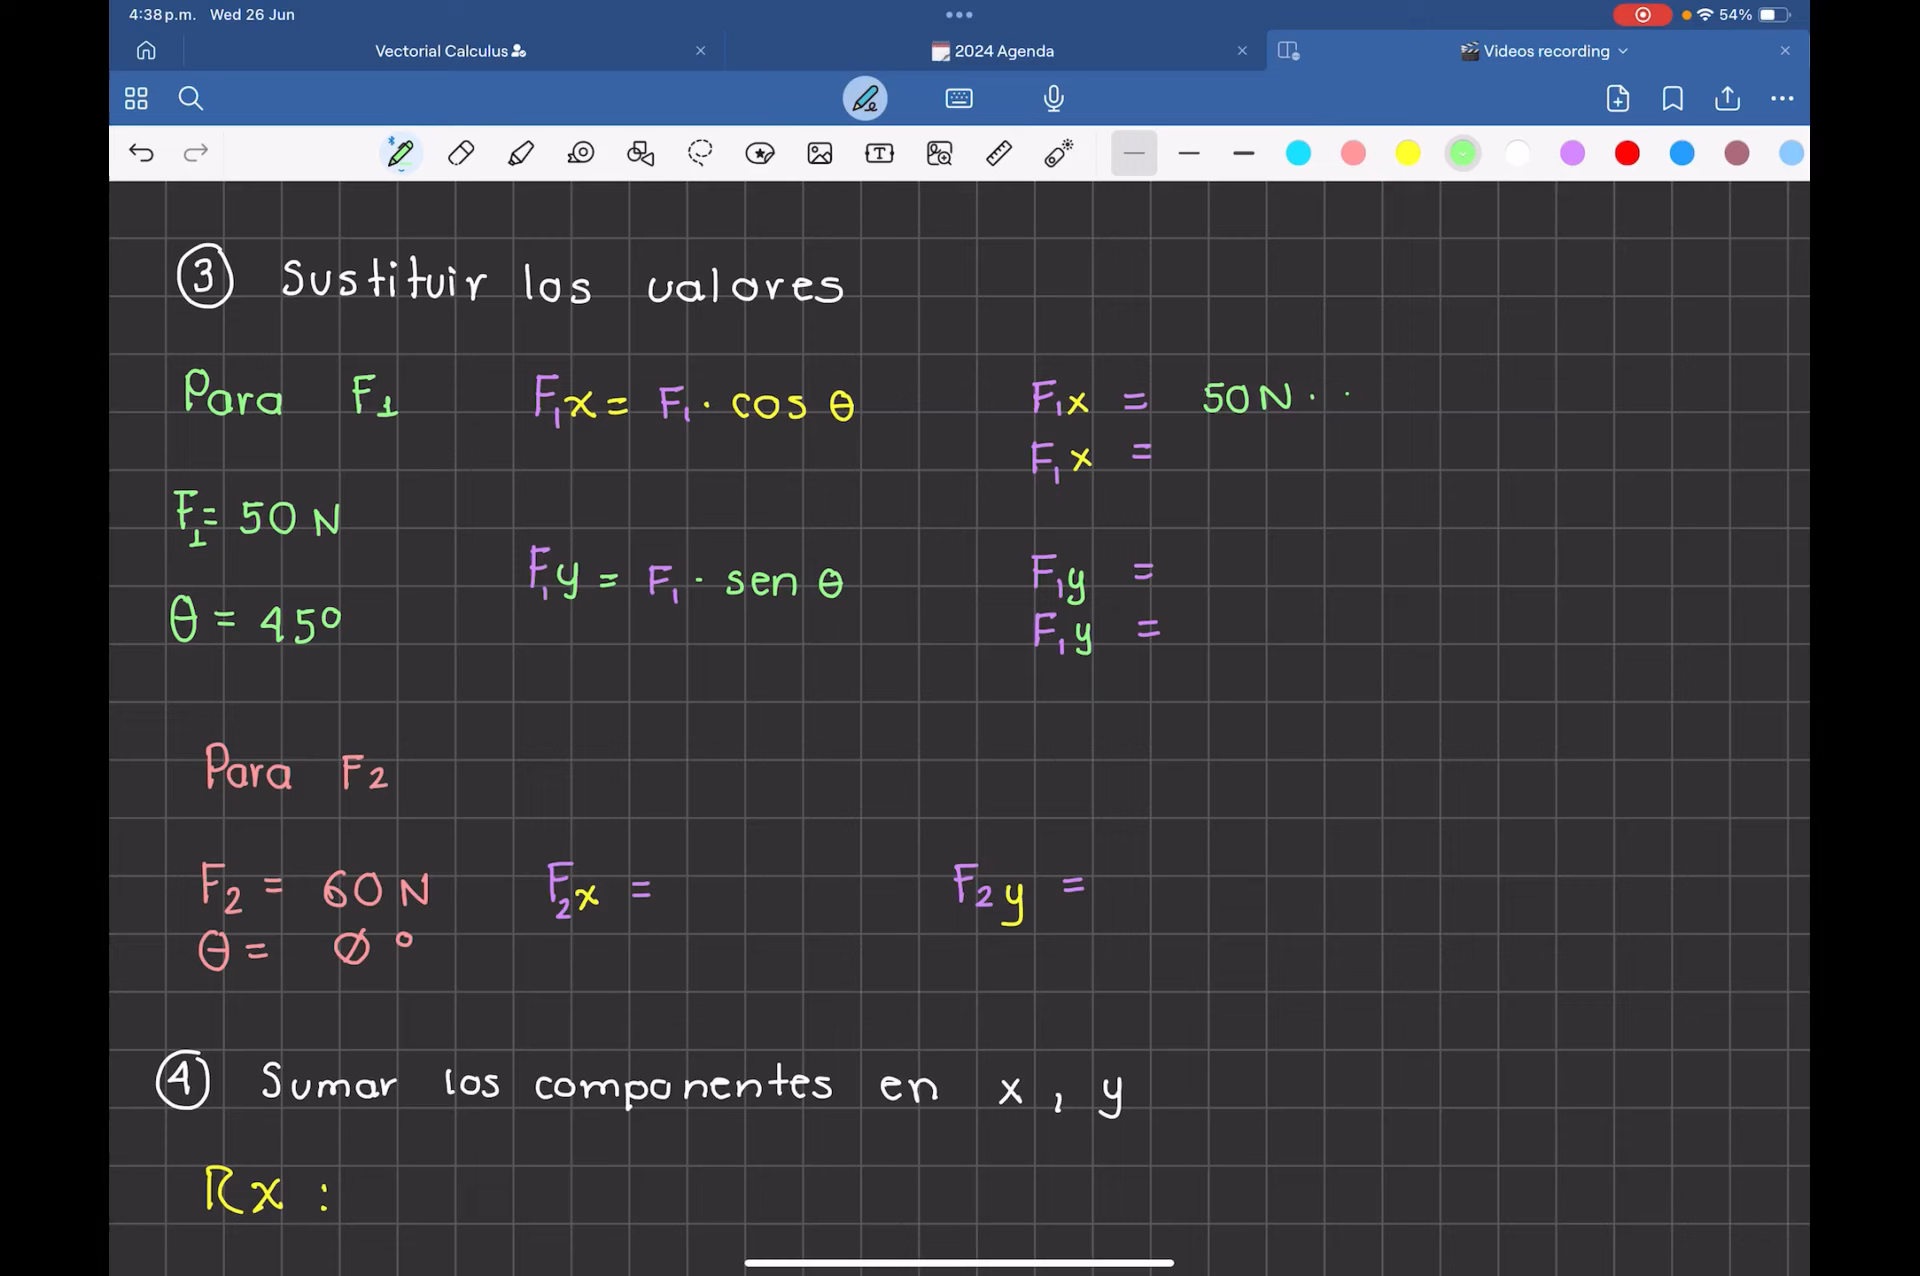 4:38 p.m. Wed 26 Jun
54%
Vectorial Calculus
2024 Agenda
Videos recording
③ Sustituir los valores
Para F₁ F₁x = F₁ · cos θ F₁x = 50N · ·
F₁x =
F₁ = 50 N
F₁y = F₁ · sen θ F₁y =
θ = 45° F₁y =
Para F₂
F₂ = 60 N F₂x = F₂y =
θ = 0°
④ Sumar los componentes en x , y
Rx :